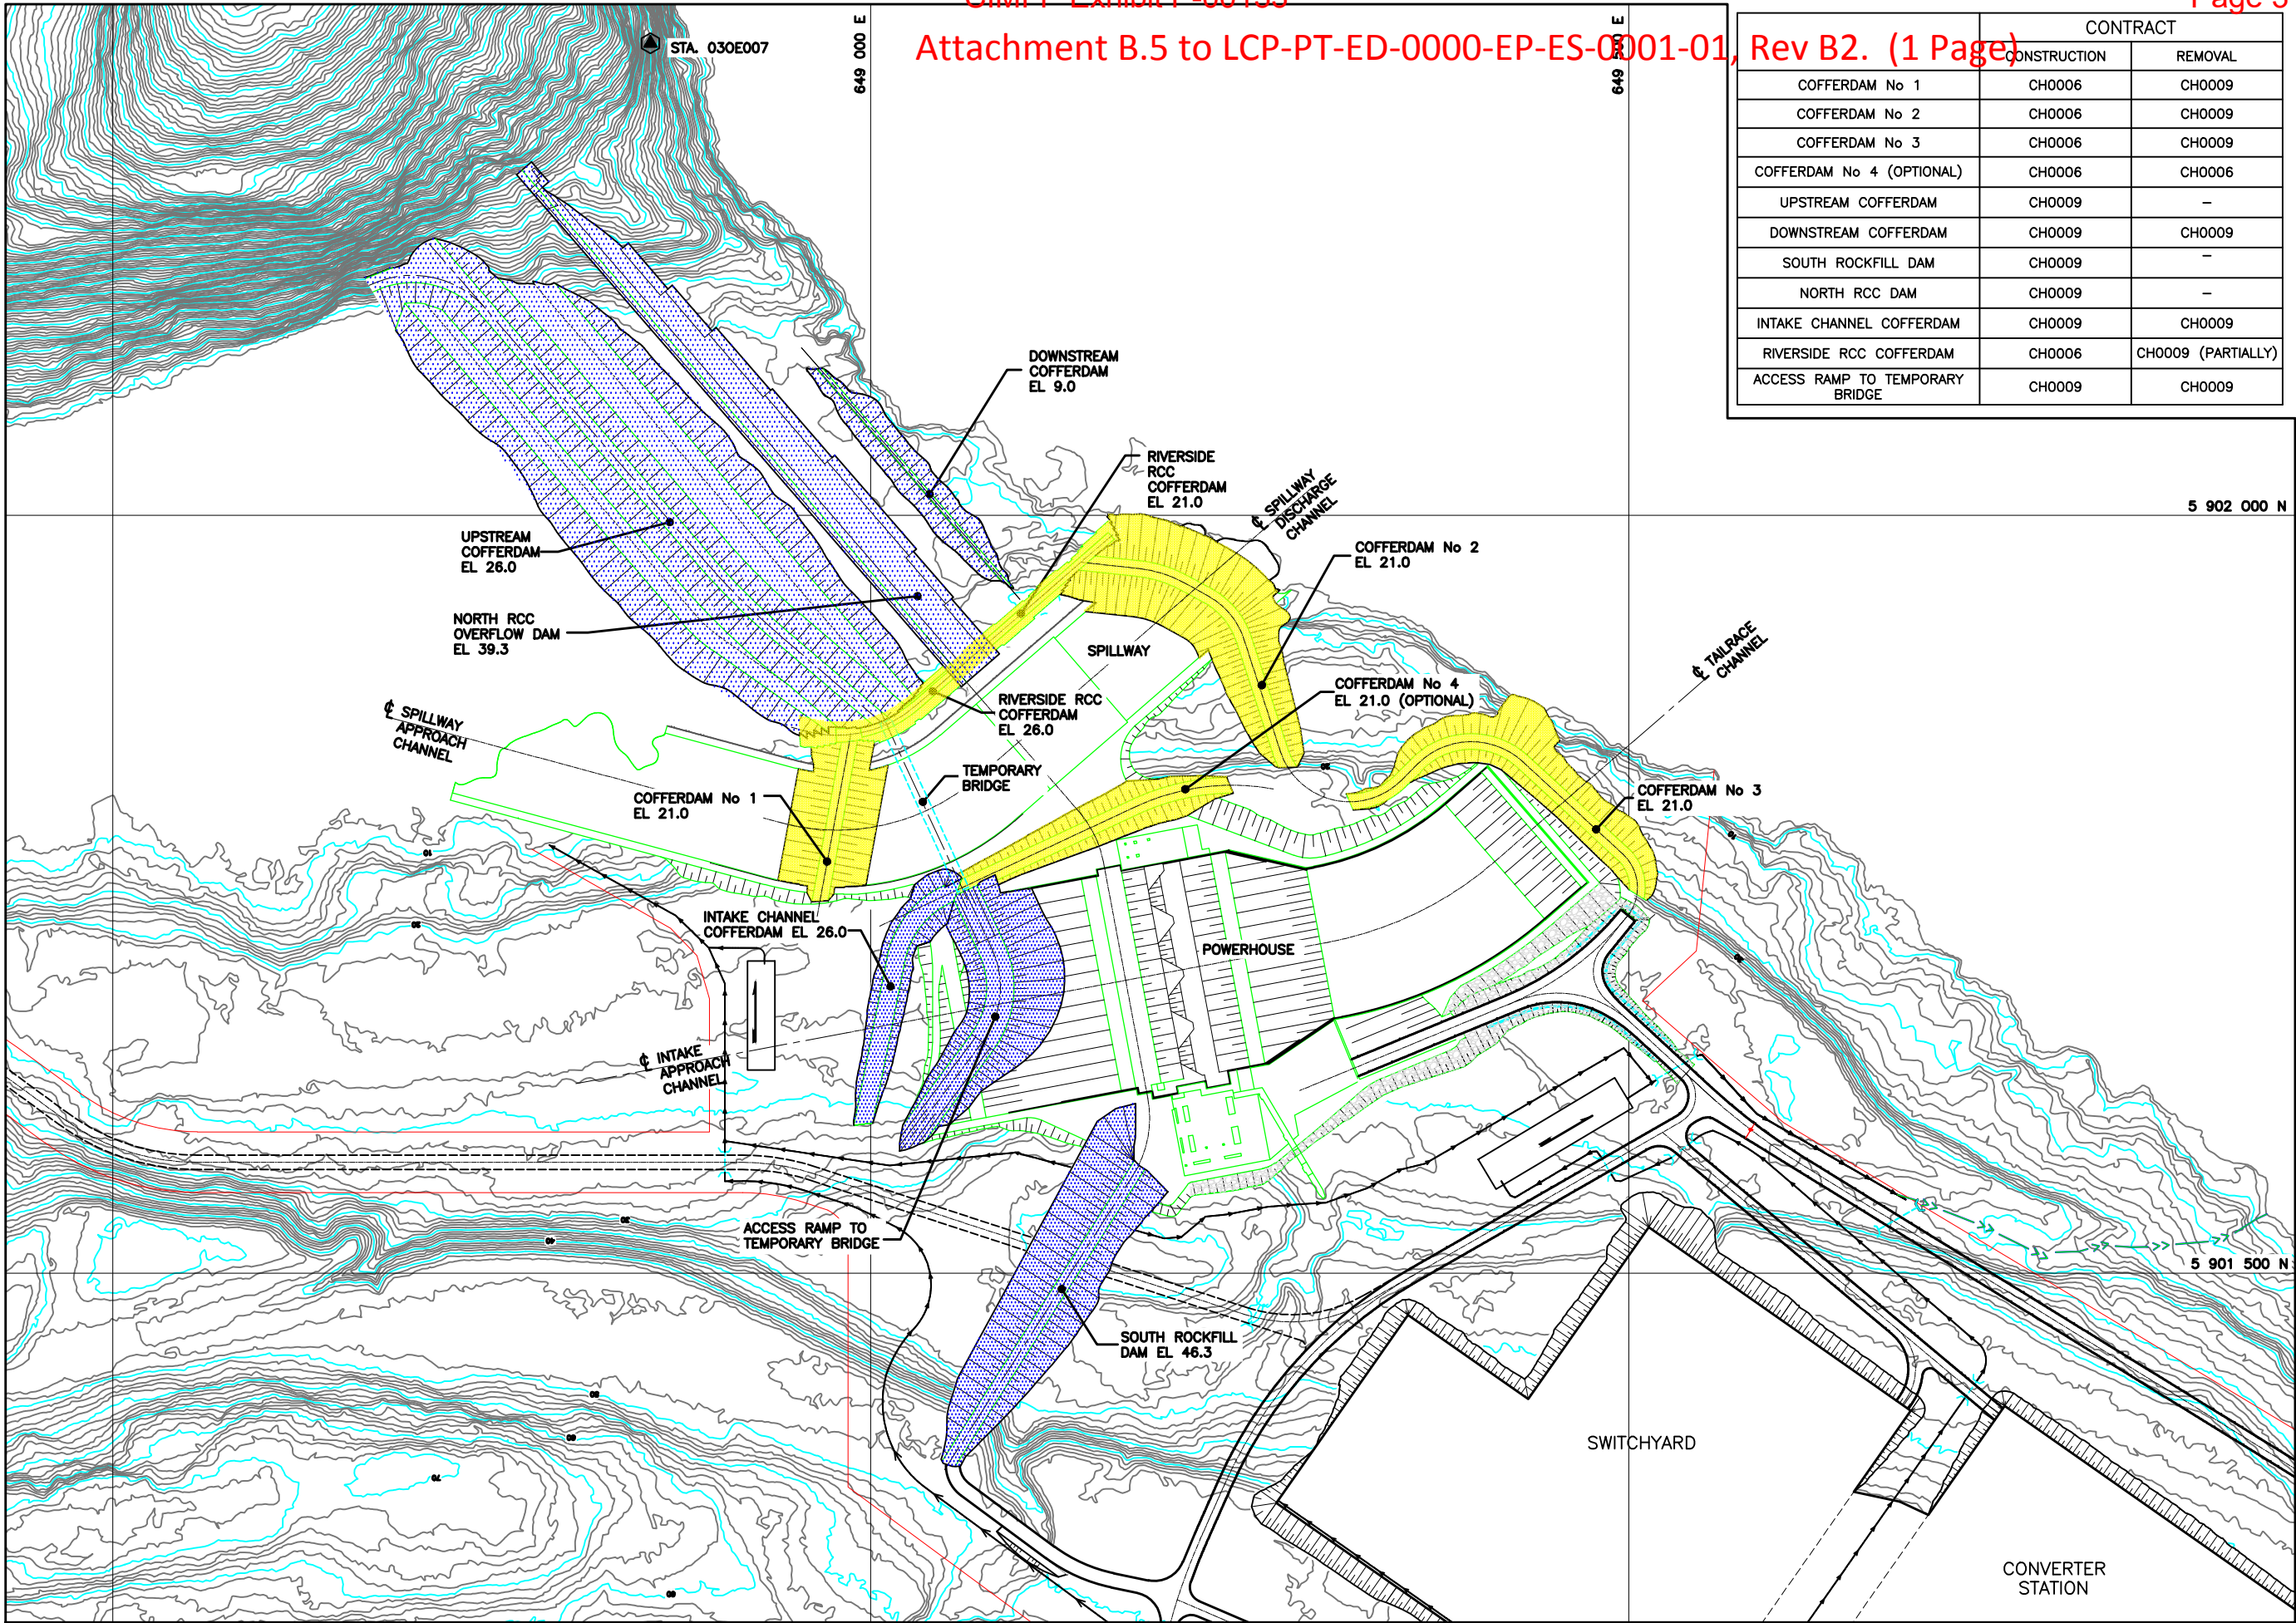 Attachment B.5 to LCP-PT-ED-0000-EP-ES-0001-01, Rev B2. (1 Page)
Page 3
CONTRACT
CONSTRUCTION REMOVAL
COFFERDAM No 1 CH0006 CH0009
COFFERDAM No 2 CH0006 CH0009
COFFERDAM No 3 CH0006 CH0009
COFFERDAM No 4 (OPTIONAL) CH0006 CH0006
UPSTREAM COFFERDAM CH0009 –
DOWNSTREAM COFFERDAM CH0009 CH0009
SOUTH ROCKFILL DAM CH0009 –
NORTH RCC DAM CH0009 –
INTAKE CHANNEL COFFERDAM CH0009 CH0009
RIVERSIDE RCC COFFERDAM CH0006 CH0009 (PARTIALLY)
ACCESS RAMP TO TEMPORARY
BRIDGE CH0009 CH0009
STA. 030E007
649 000 E
649 500 E
DOWNSTREAM
COFFERDAM
EL 9.0
RIVERSIDE
RCC
COFFERDAM
EL 21.0
℄ SPILLWAY
DISCHARGE
CHANNEL
5 902 000 N
UPSTREAM
COFFERDAM
EL 26.0
COFFERDAM No 2
EL 21.0
NORTH RCC
OVERFLOW DAM
EL 39.3
SPILLWAY
℄ TAILRACE
CHANNEL
COFFERDAM No 4
EL 21.0 (OPTIONAL)
RIVERSIDE RCC
COFFERDAM
EL 26.0
℄ SPILLWAY
APPROACH
CHANNEL
TEMPORARY
BRIDGE
COFFERDAM No 1
EL 21.0
COFFERDAM No 3
EL 21.0
INTAKE CHANNEL
COFFERDAM EL 26.0
POWERHOUSE
℄ INTAKE
APPROACH
CHANNEL
ACCESS RAMP TO
TEMPORARY BRIDGE
5 901 500 N
SOUTH ROCKFILL
DAM EL 46.3
SWITCHYARD
CONVERTER
STATION